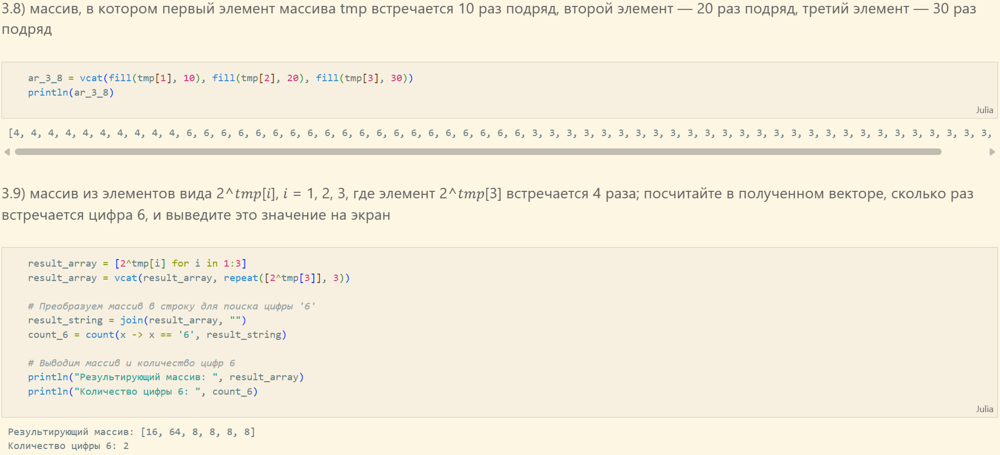 3.8) массив, в котором первый элемент массива tmp встречается 10 раз подряд, второй элемент — 20 раз подряд, третий элемент — 30 раз
подряд
ar_3_8 = vcat(fill(tmp[1], 10), fill(tmp[2], 20), fill(tmp[3], 30))
println(ar_3_8)
Julia
[4, 4, 4, 4, 4, 4, 4, 4, 4, 4, 6, 6, 6, 6, 6, 6, 6, 6, 6, 6, 6, 6, 6, 6, 6, 6, 6, 6, 6, 6, 3, 3, 3, 3, 3, 3, 3, 3, 3, 3, 3, 3, 3, 3, 3, 3, 3, 3, 3, 3, 3, 3, 3, 3, 3, 3, 3,
3.9) массив из элементов вида 2^tmp[i], i = 1, 2, 3, где элемент 2^tmp[3] встречается 4 раза; посчитайте в полученном векторе, сколько раз
встречается цифра 6, и выведите это значение на экран
result_array = [2^tmp[i] for i in 1:3]
result_array = vcat(result_array, repeat([2^tmp[3]], 3))
# Преобразуем массив в строку для поиска цифры '6'
result_string = join(result_array, "")
count_6 = count(x -> x == '6', result_string)
# Выводим массив и количество цифр 6
println("Результирующий массив: ", result_array)
println("Количество цифры 6: ", count_6)
Julia
Результирующий массив: [16, 64, 8, 8, 8, 8]
Количество цифры 6: 2